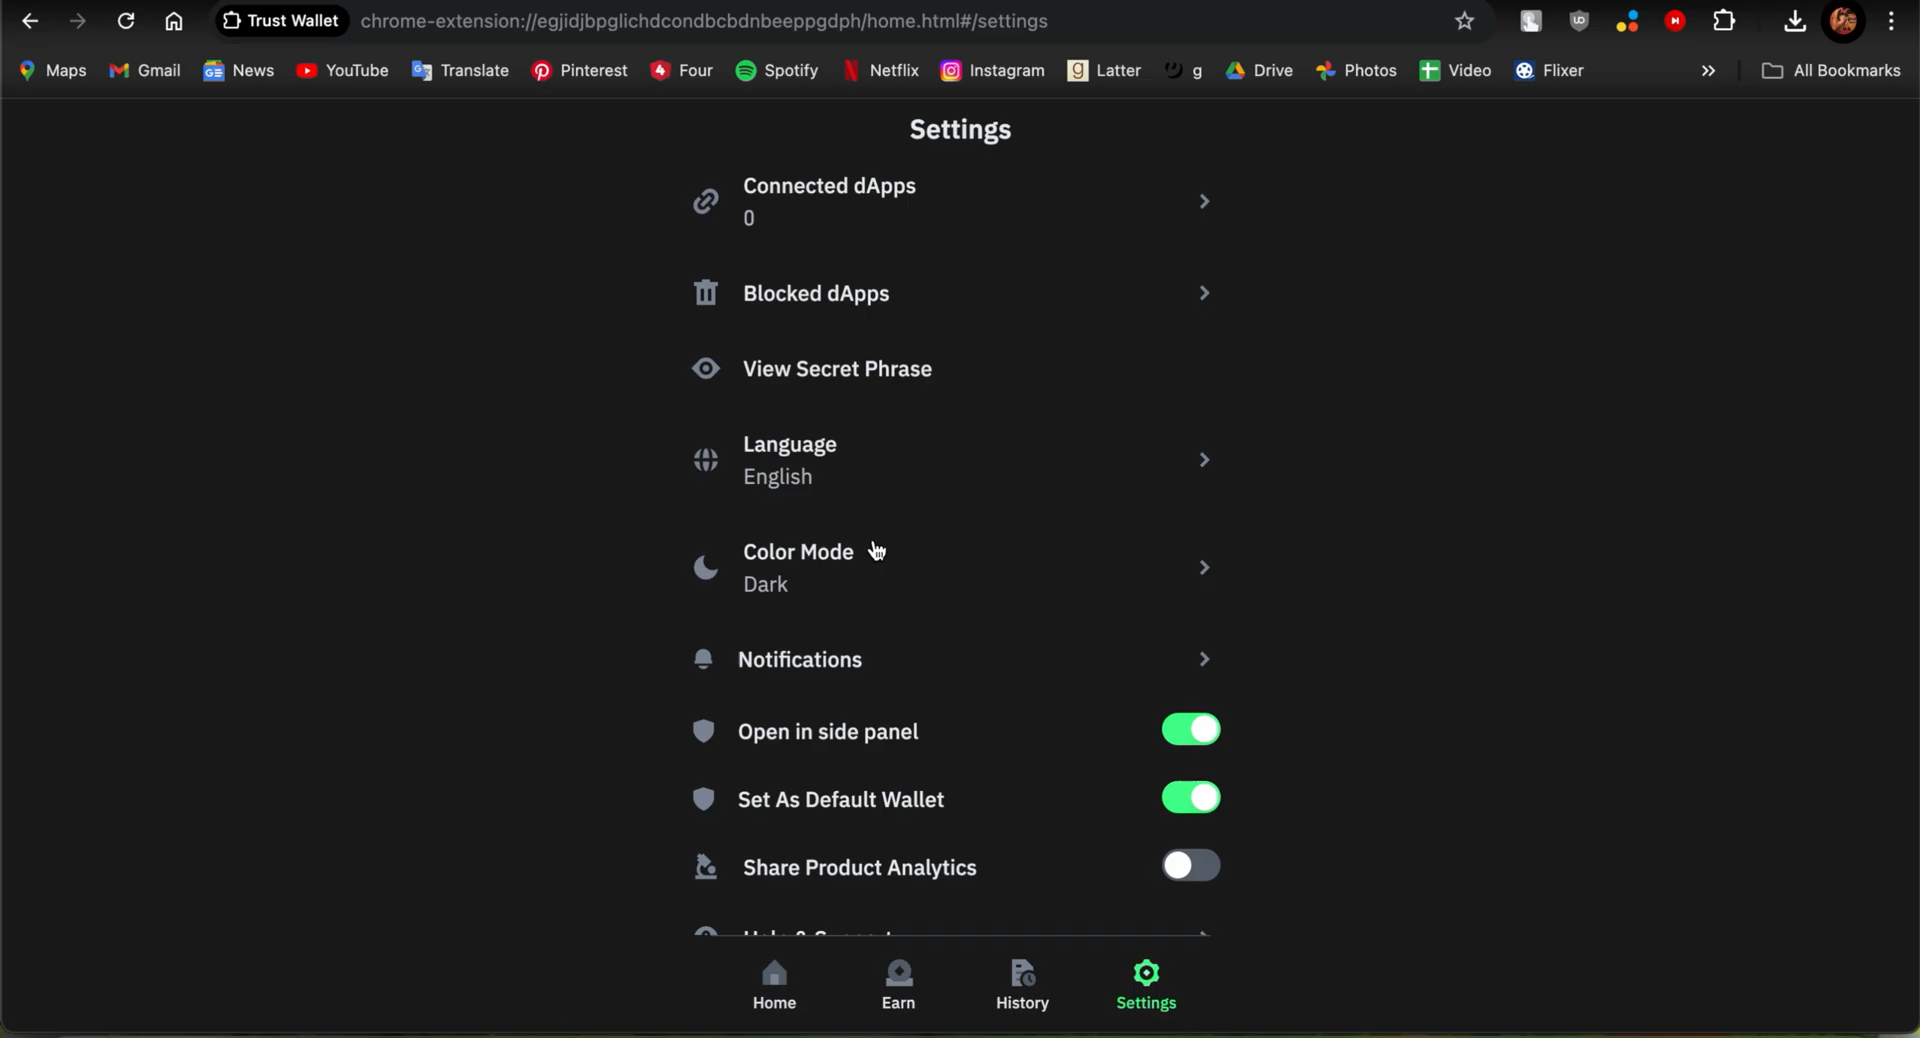 Trust Wallet
chrome-extension://egjidjbpglichdcondbcbdnbeeppgdph/home.html#/settings
Maps Gmail News YouTube Translate Pinterest Four Spotify Netflix Instagram Latter g Drive Photos Video Flixer All Bookmarks
Settings
Connected dApps
0
Blocked dApps
View Secret Phrase
Language
English
Color Mode
Dark
Notifications
Open in side panel
Set As Default Wallet
Share Product Analytics
Home Earn History Settings